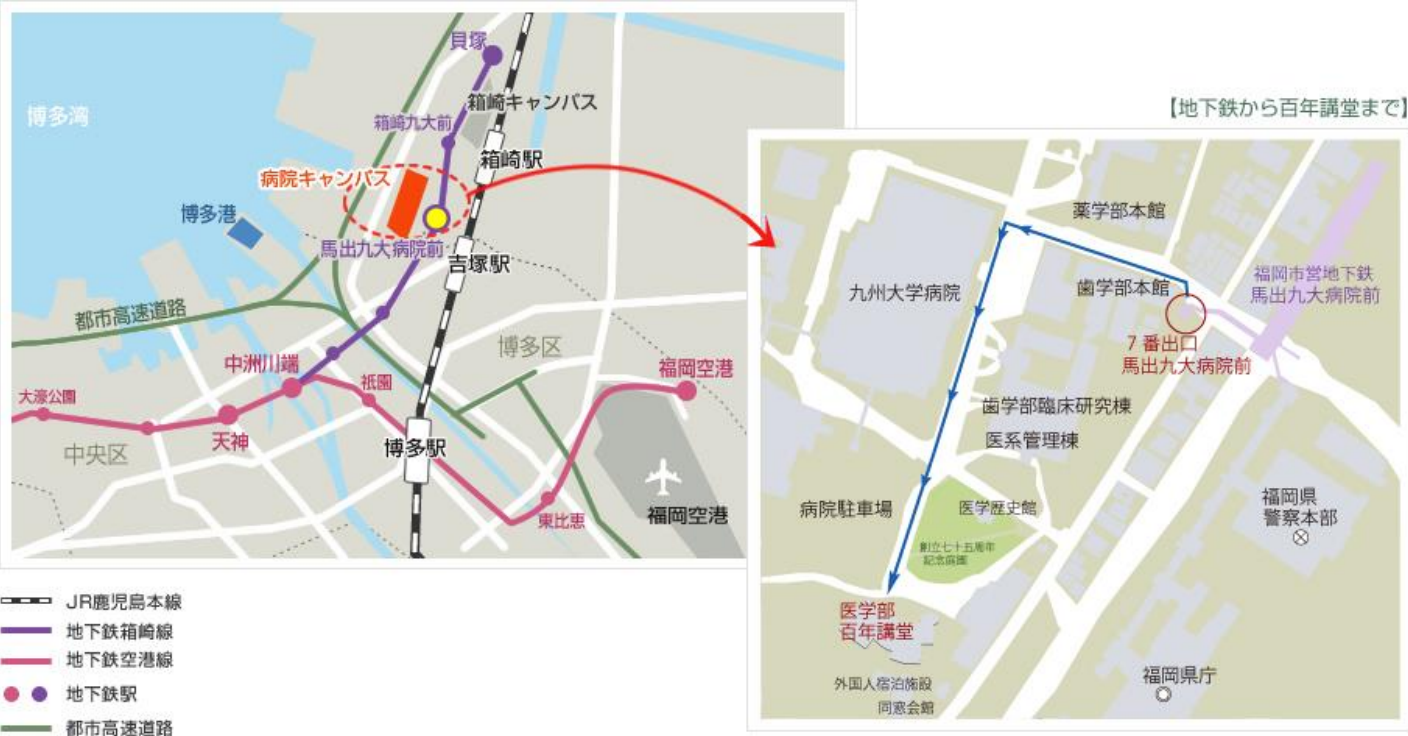 貝塚
箱崎キャンパス
箱崎九大前
博多湾
箱崎駅
病院キャンパス
博多港
馬出九大病院前
吉塚駅
都市高速道路
中洲川端
博多区
福岡空港
祇園
大濠公園
天神
博多駅
中央区
東比恵
福岡空港
JR鹿児島本線
地下鉄箱崎線
地下鉄空港線
地下鉄駅
都市高速道路
【地下鉄から百年講堂まで】
薬学部本館
福岡市営地下鉄
馬出九大病院前
九州大学病院
歯学部本館
7番出口
馬出九大病院前
歯学部臨床研究棟
医系管理棟
病院駐車場
医学歴史館
福岡県
警察本部
創立七十五周年
記念庭園
医学部
百年講堂
福岡県庁
外国人宿泊施設
同窓会館